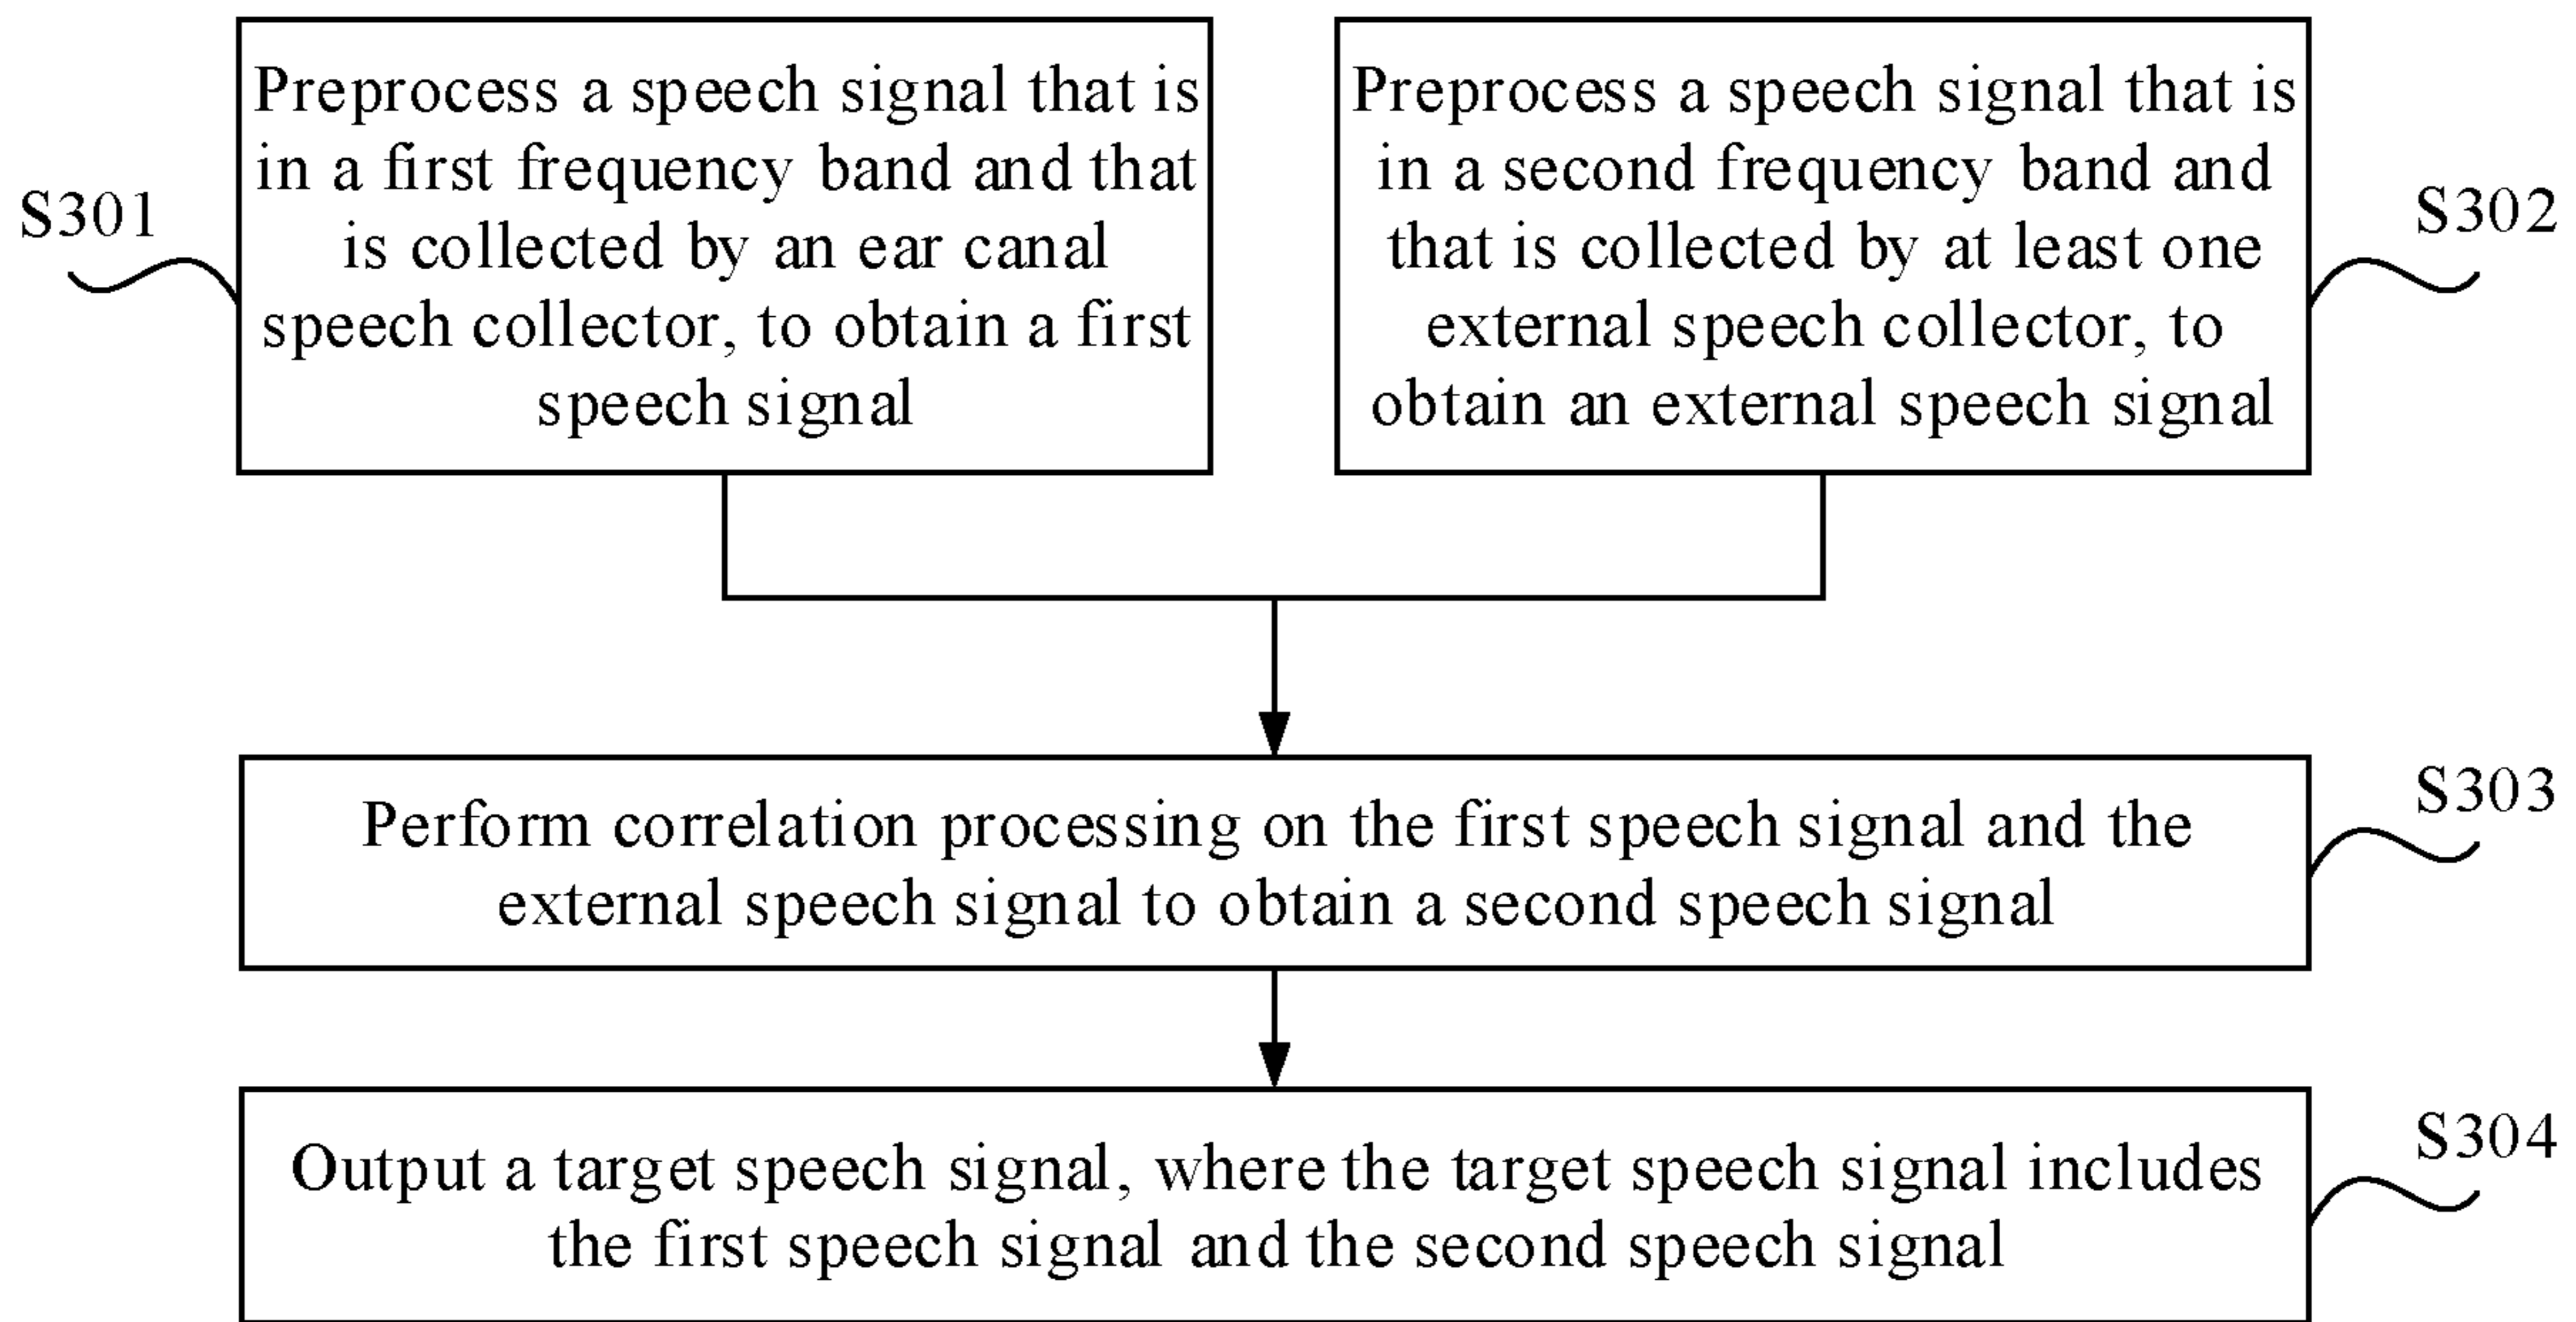 S301
Preprocess a speech signal that is
in a first frequency band and that
is collected by an ear canal
speech collector, to obtain a first
speech signal
Preprocess a speech signal that is
in a second frequency band and
that is collected by at least one
external speech collector, to
obtain an external speech signal
S302
Perform correlation processing on the first speech signal and the
external speech signal to obtain a second speech signal
S303
Output a target speech signal, where the target speech signal includes
the first speech signal and the second speech signal
S304